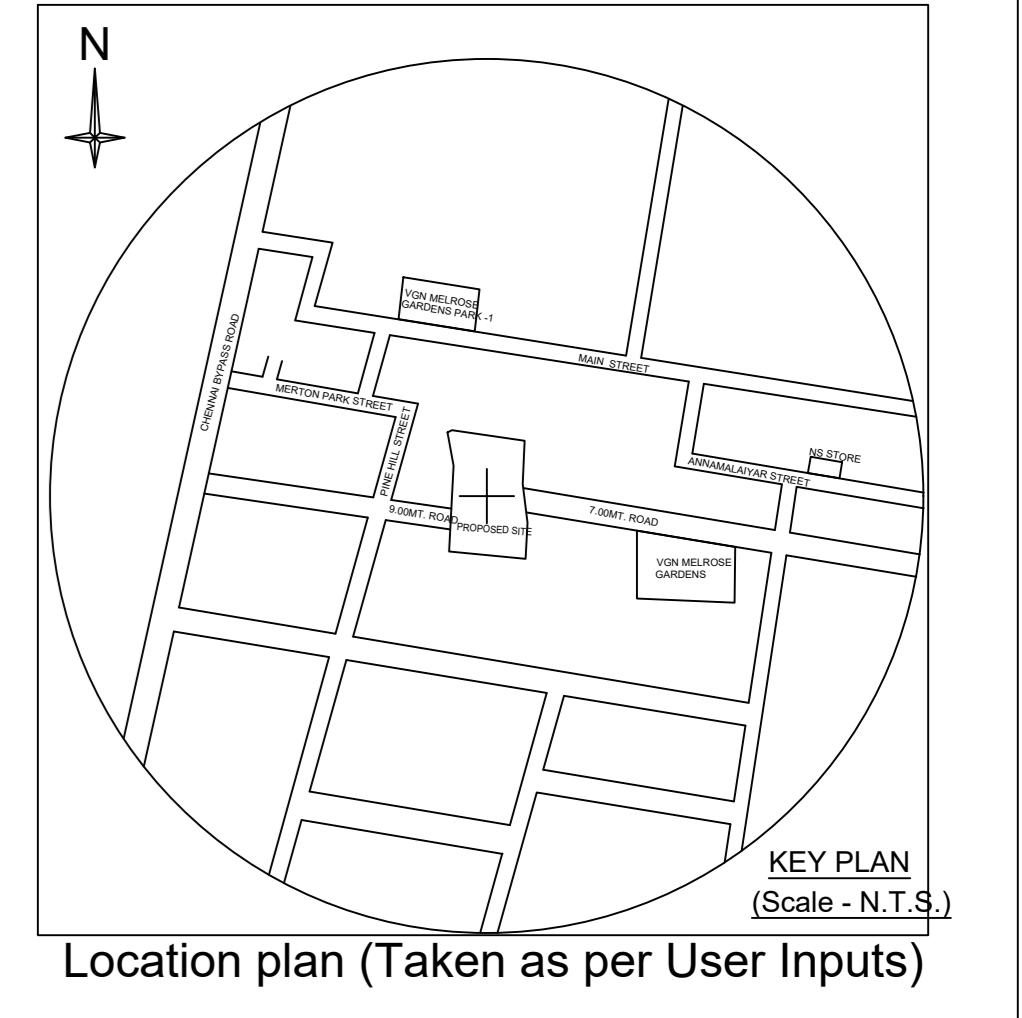 N
VGN MELROSE
GARDENS PARK -1
MAIN STREET
CHENNAI BYPASS ROAD
MERTON PARK STREET
PINE HILL STREET
NS STORE
ANNAMALAIYAR STREET
9.00MT. ROAD
7.00MT. ROAD
PROPOSED SITE
VGN MELROSE
GARDENS
KEY PLAN
(Scale - N.T.S.)
Location plan (Taken as per User Inputs)